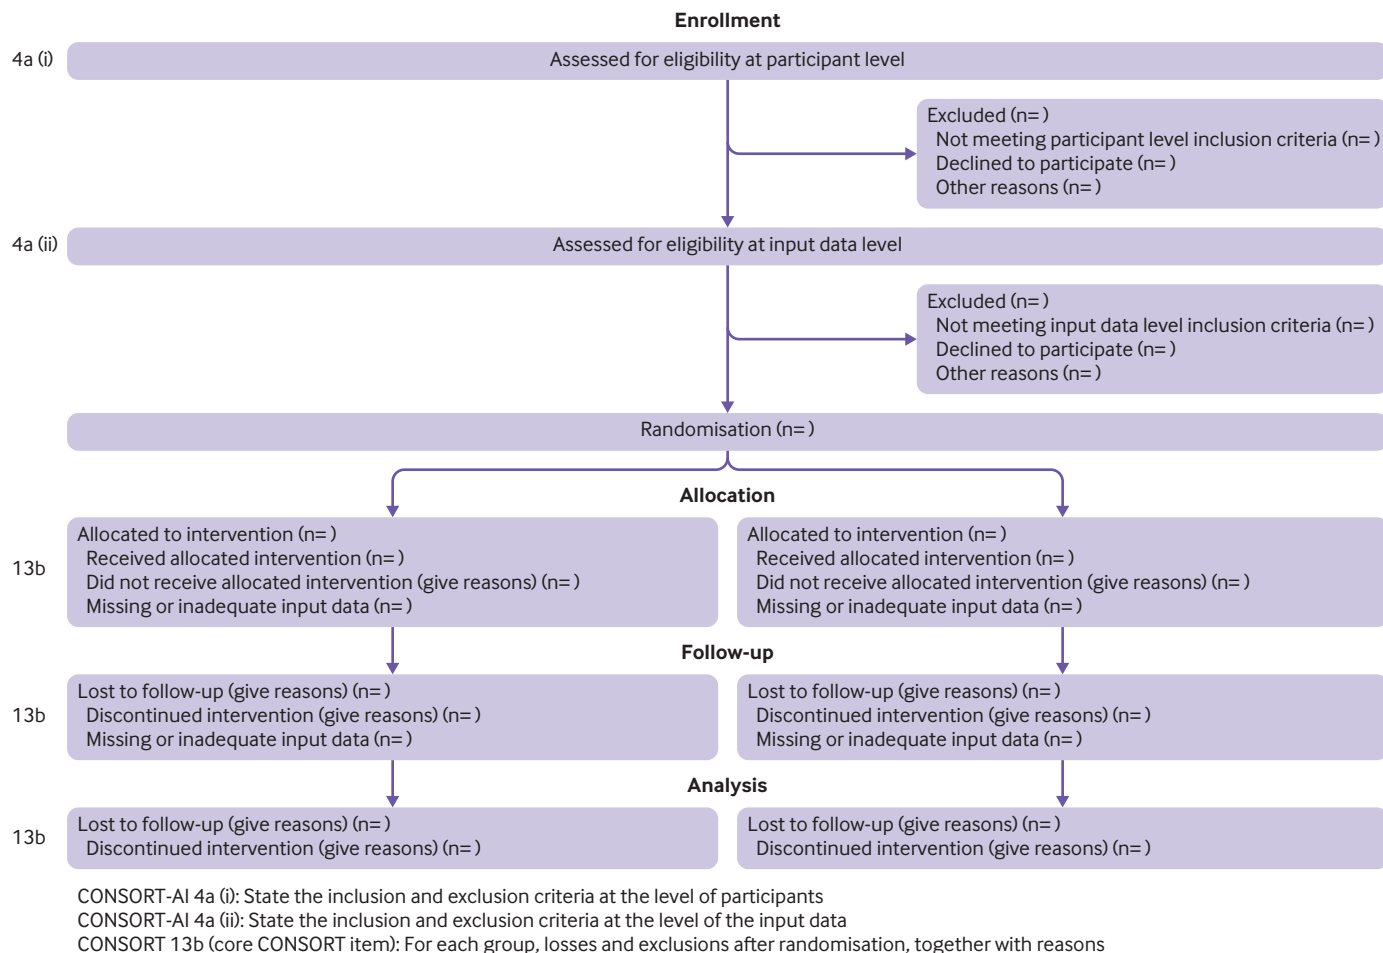 Enrollment
4a (i)
Assessed for eligibility at participant level
Excluded (n= )
Not meeting participant level inclusion criteria (n= )
Declined to participate (n= )
Other reasons (n= )
4a (ii)
Assessed for eligibility at input data level
Excluded (n= )
Not meeting input data level inclusion criteria (n= )
Declined to participate (n= )
Other reasons (n= )
Randomisation (n= )
Allocation
13b
Allocated to intervention (n= )
Received allocated intervention (n= )
Did not receive allocated intervention (give reasons) (n= )
Missing or inadequate input data (n= )
Allocated to intervention (n= )
Received allocated intervention (n= )
Did not receive allocated intervention (give reasons) (n= )
Missing or inadequate input data (n= )
Follow-up
13b
Lost to follow-up (give reasons) (n= )
Discontinued intervention (give reasons) (n= )
Missing or inadequate input data (n= )
Lost to follow-up (give reasons) (n= )
Discontinued intervention (give reasons) (n= )
Missing or inadequate input data (n= )
Analysis
13b
Lost to follow-up (give reasons) (n= )
Discontinued intervention (give reasons) (n= )
Lost to follow-up (give reasons) (n= )
Discontinued intervention (give reasons) (n= )
CONSORT-AI 4a (i): State the inclusion and exclusion criteria at the level of participants
CONSORT-AI 4a (ii): State the inclusion and exclusion criteria at the level of the input data
CONSORT 13b (core CONSORT item): For each group, losses and exclusions after randomisation, together with reasons